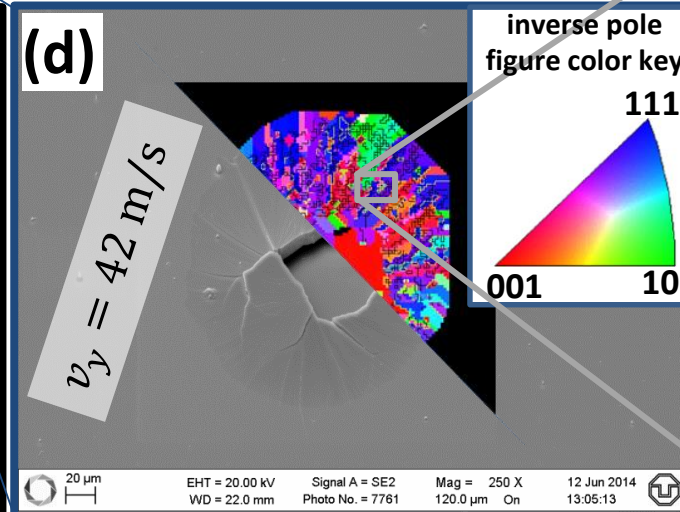 (d)
inverse pole
figure color key
111
001
10
v_y = 42 m/s
20 µm
EHT = 20.00 kV
Signal A = SE2
Mag = 250 X
12 Jun 2014
WD = 22.0 mm
Photo No. = 7761
120.0 µm On
13:05:13